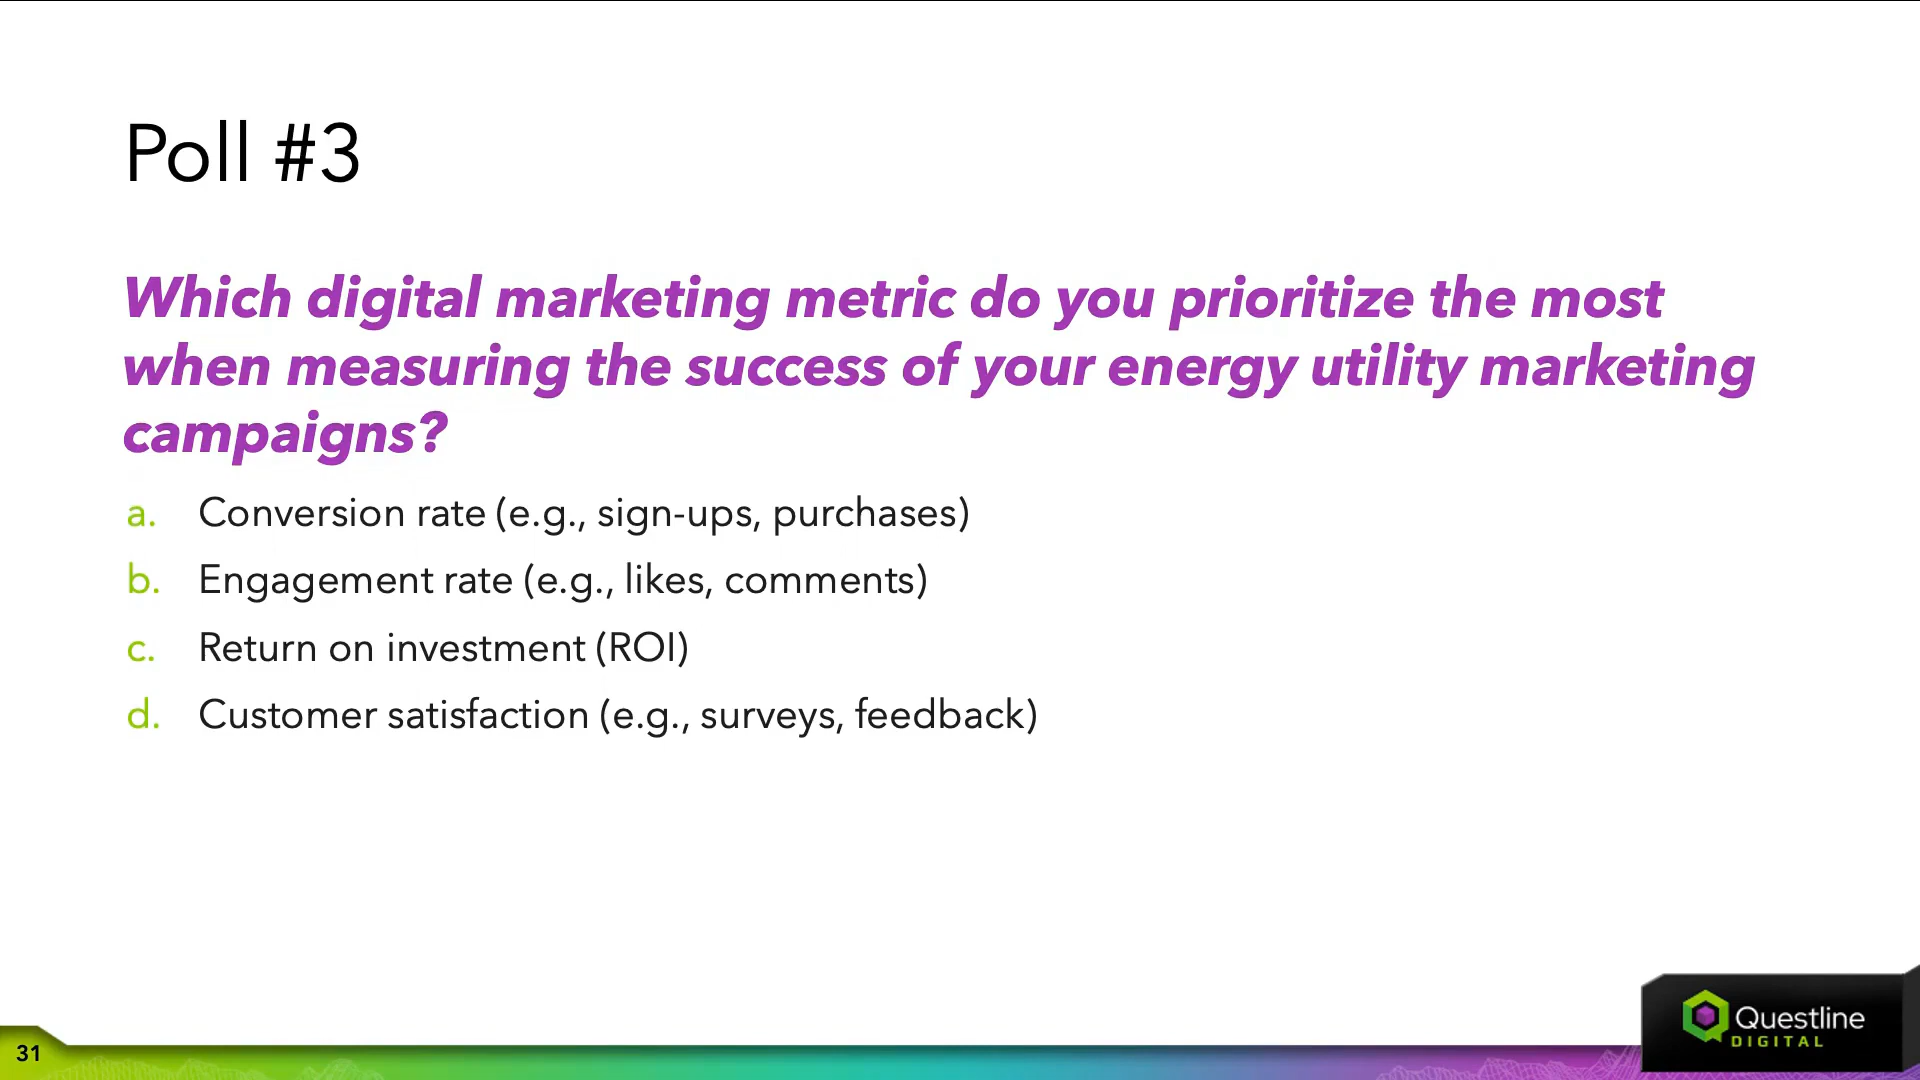 Poll #3
Which digital marketing metric do you prioritize the most
when measuring the success of your energy utility marketing
campaigns?
a. Conversion rate (e.g., sign-ups, purchases)
b. Engagement rate (e.g., likes, comments)
c. Return on investment (ROI)
d. Customer satisfaction (e.g., surveys, feedback)
31
Questline
DIGITAL